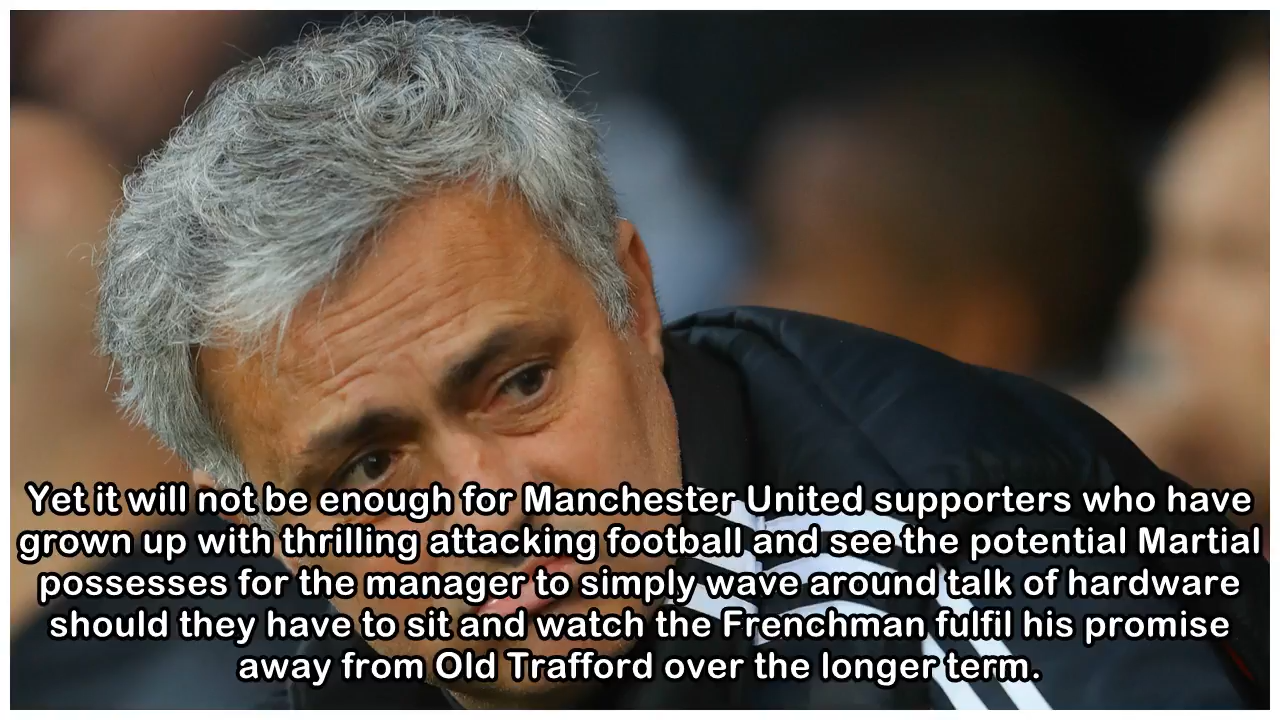 Yet it will not be enough for Manchester United supporters who have
grown up with thrilling attacking football and see the potential Martial
possesses for the manager to simply wave around talk of hardware
should they have to sit and watch the Frenchman fulfil his promise
away from Old Trafford over the longer term.